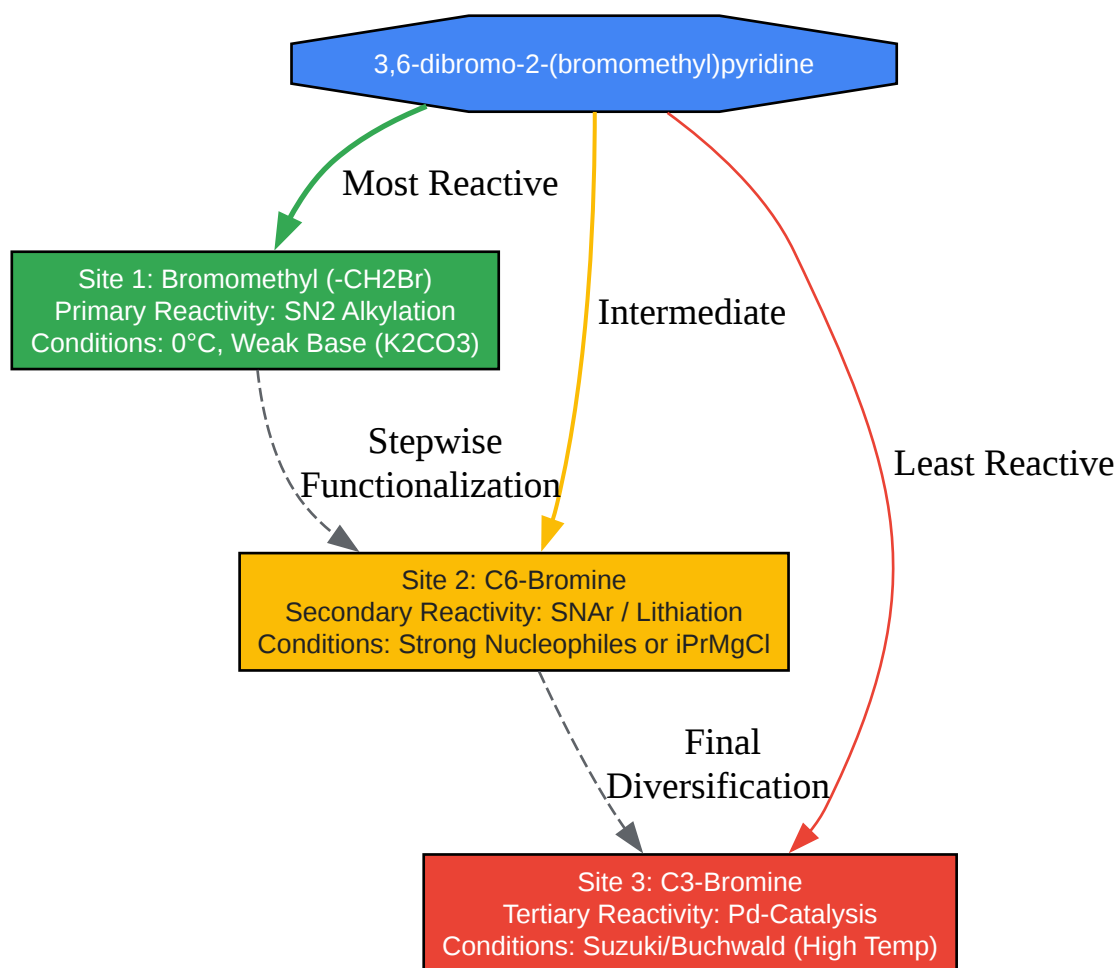 3,6-dibromo-2-(bromomethyl)pyridine
Most Reactive
Site 1: Bromomethyl (-CH2Br)
Primary Reactivity: SN2 Alkylation
Conditions: 0°C, Weak Base (K2CO3)
Intermediate
Stepwise
Functionalization
Least Reactive
Site 2: C6-Bromine
Secondary Reactivity: SNAr / Lithiation
Conditions: Strong Nucleophiles or iPrMgCl
Final
Diversification
Site 3: C3-Bromine
Tertiary Reactivity: Pd-Catalysis
Conditions: Suzuki/Buchwald (High Temp)